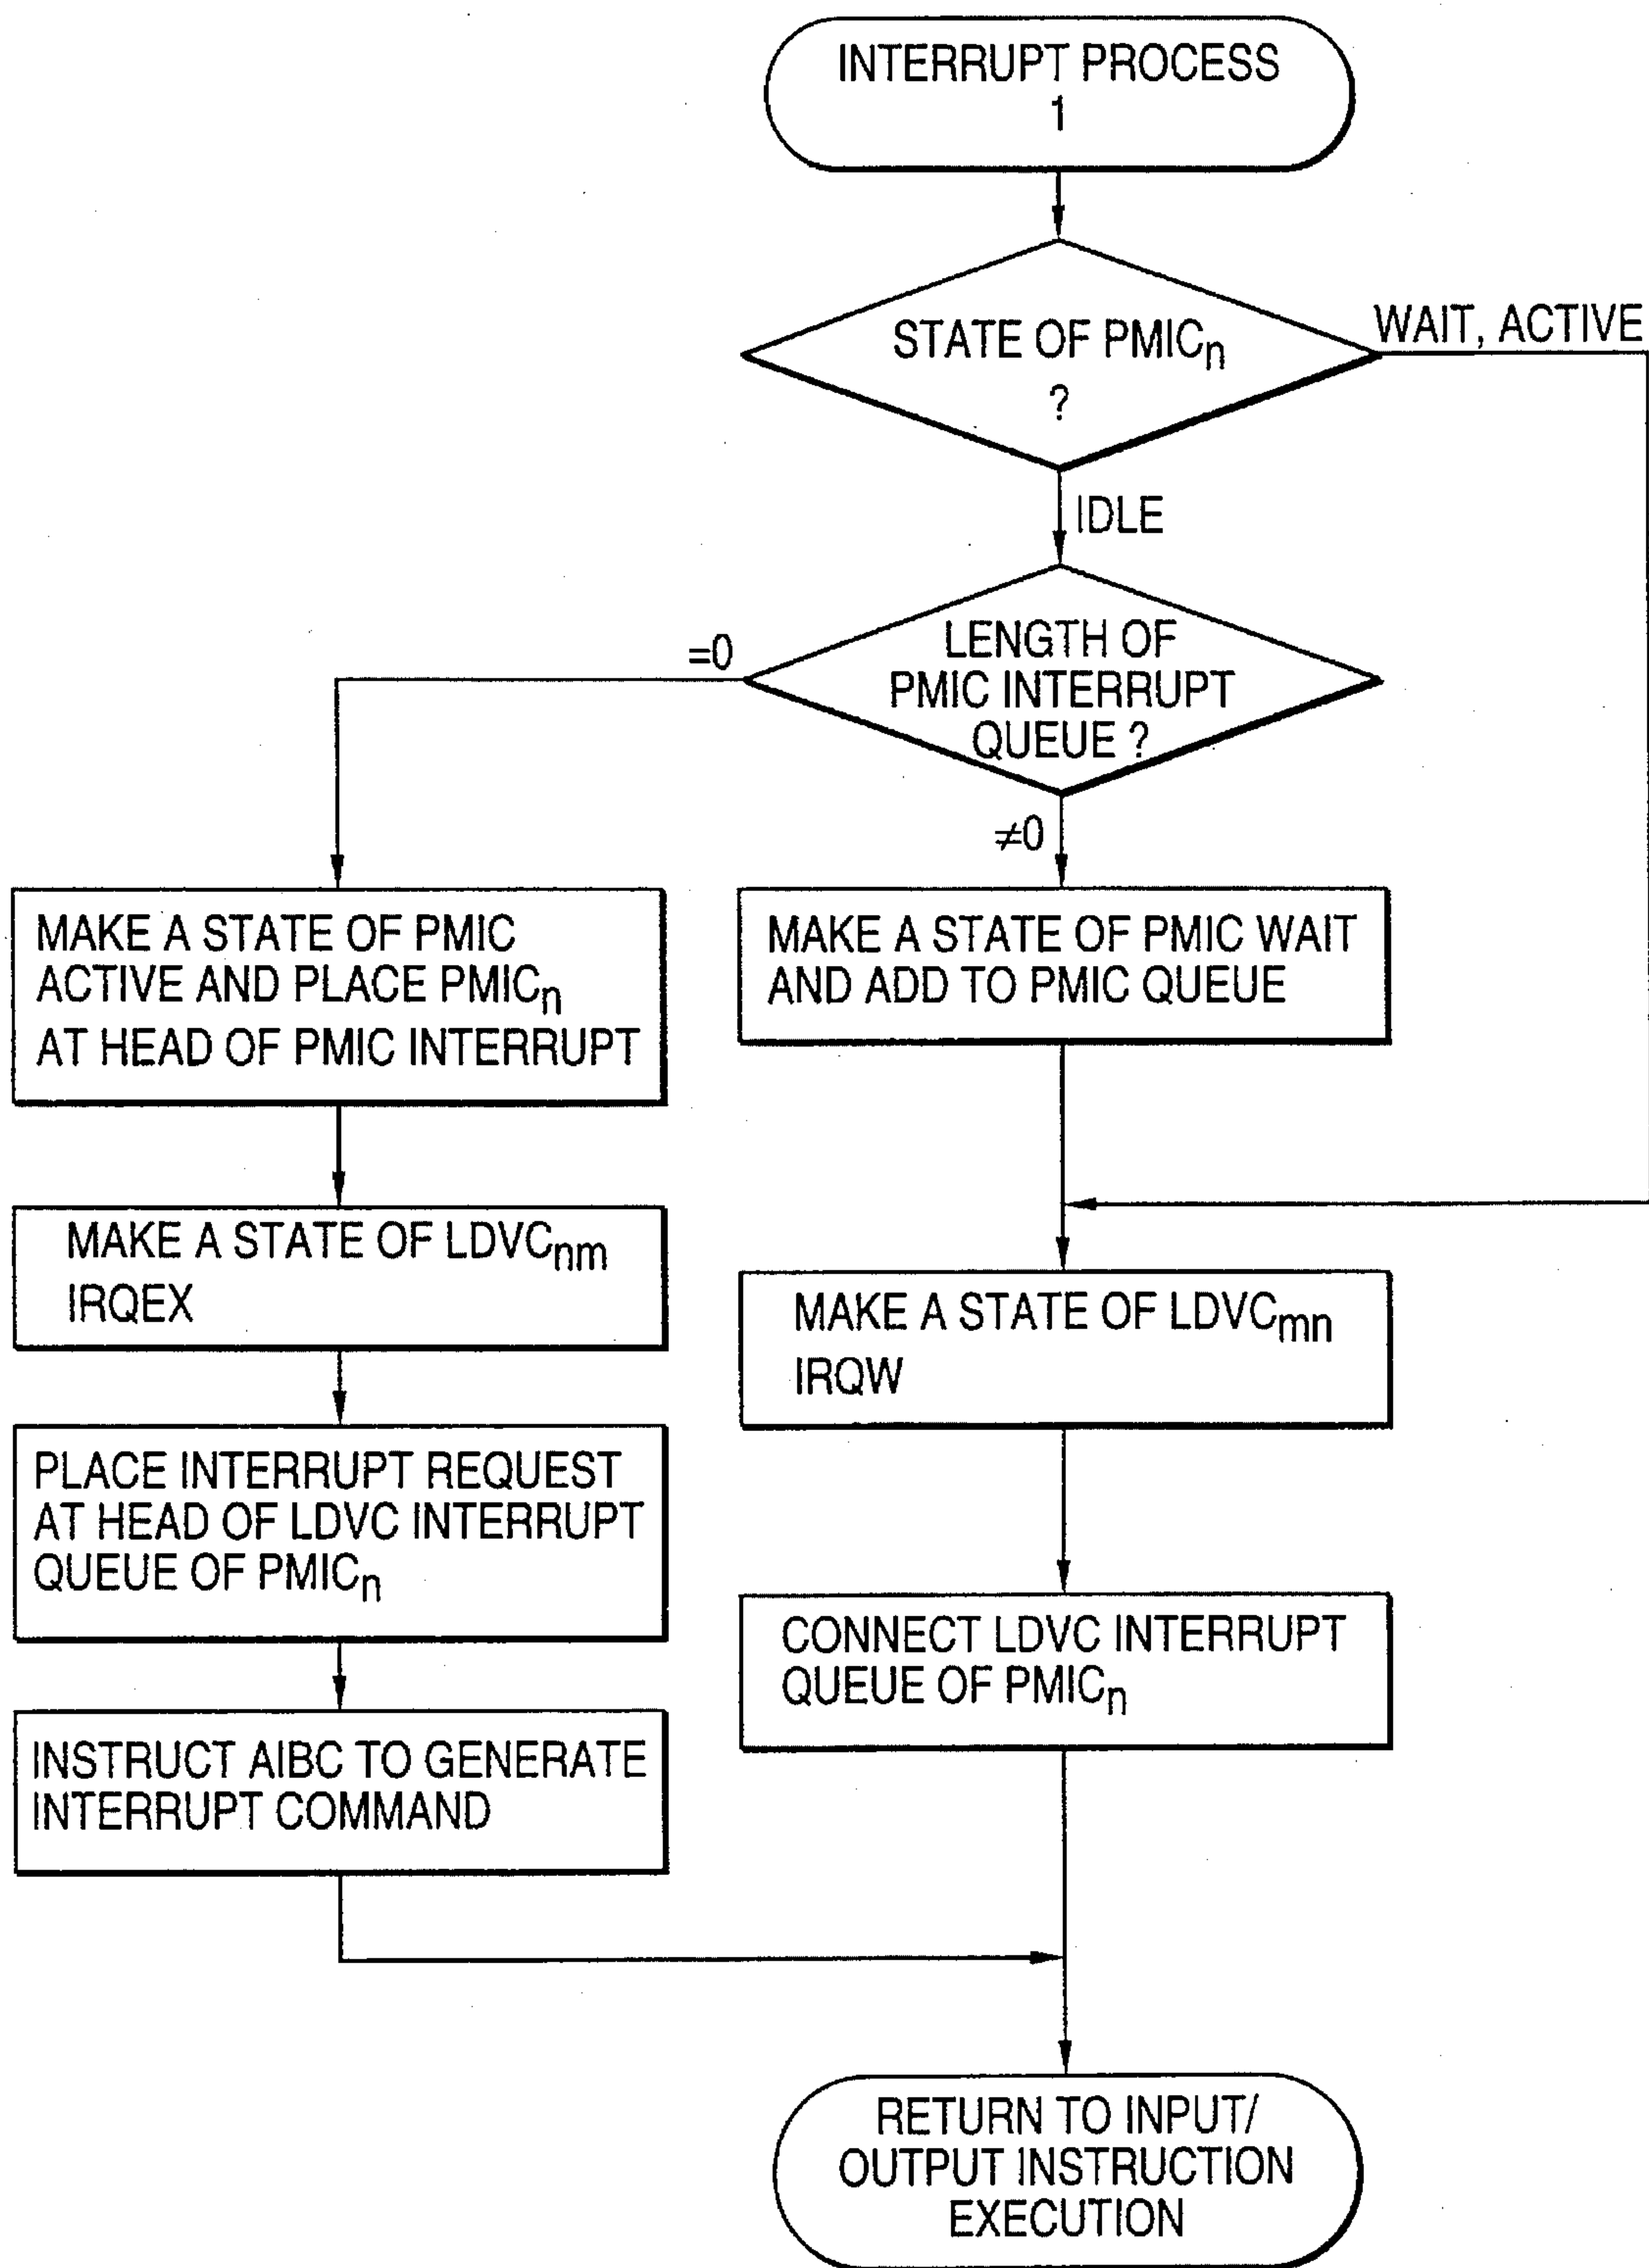 INTERRUPT PROCESS
1
STATE OF PMICn
?
WAIT, ACTIVE
IDLE
LENGTH OF
PMIC INTERRUPT
QUEUE ?
=0
≠0
MAKE A STATE OF PMIC
ACTIVE AND PLACE PMICn
AT HEAD OF PMIC INTERRUPT
MAKE A STATE OF PMIC WAIT
AND ADD TO PMIC QUEUE
MAKE A STATE OF LDVCnm
IRQEX
MAKE A STATE OF LDVCmn
IRQW
PLACE INTERRUPT REQUEST
AT HEAD OF LDVC INTERRUPT
QUEUE OF PMICn
CONNECT LDVC INTERRUPT
QUEUE OF PMICn
INSTRUCT AIBC TO GENERATE
INTERRUPT COMMAND
RETURN TO INPUT/
OUTPUT INSTRUCTION
EXECUTION